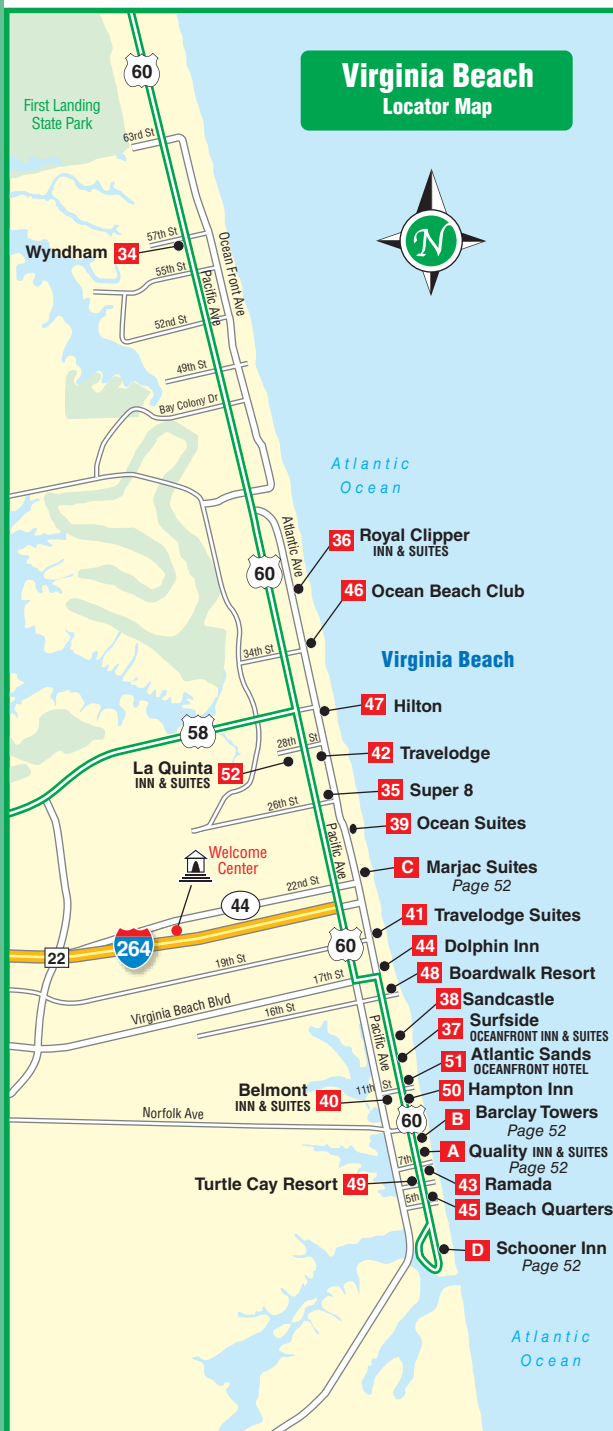 Virginia Beach
Locator Map
60
First Landing
State Park
63rd St
N
57th St
Wyndham 34
Ocean Front Ave
55th St
Pacific Ave
52nd St
49th St
Bay Colony Dr
Atlantic
Ocean
Atlantic Ave
36 Royal Clipper
INN & SUITES
60
46 Ocean Beach Club
34th St
Virginia Beach
47 Hilton
58
28th St
42 Travelodge
La Quinta 52
INN & SUITES
35 Super 8
26th St
39 Ocean Suites
Pacific Ave
Welcome
Center
C Marjac Suites
Page 52
22nd St
44
41 Travelodge Suites
264
22
60
44 Dolphin Inn
19th St
48 Boardwalk Resort
17th St
Virginia Beach Blvd
38 Sandcastle
16th St
37 Surfside
OCEANFRONT INN & SUITES
Pacific Ave
51 Atlantic Sands
OCEANFRONT HOTEL
11th St
50 Hampton Inn
Belmont 40
INN & SUITES
Norfolk Ave
60
B Barclay Towers
Page 52
A Quality INN & SUITES
Page 52
7th
43 Ramada
Turtle Cay Resort 49
5th
45 Beach Quarters
D Schooner Inn
Page 52
Atlantic
Ocean